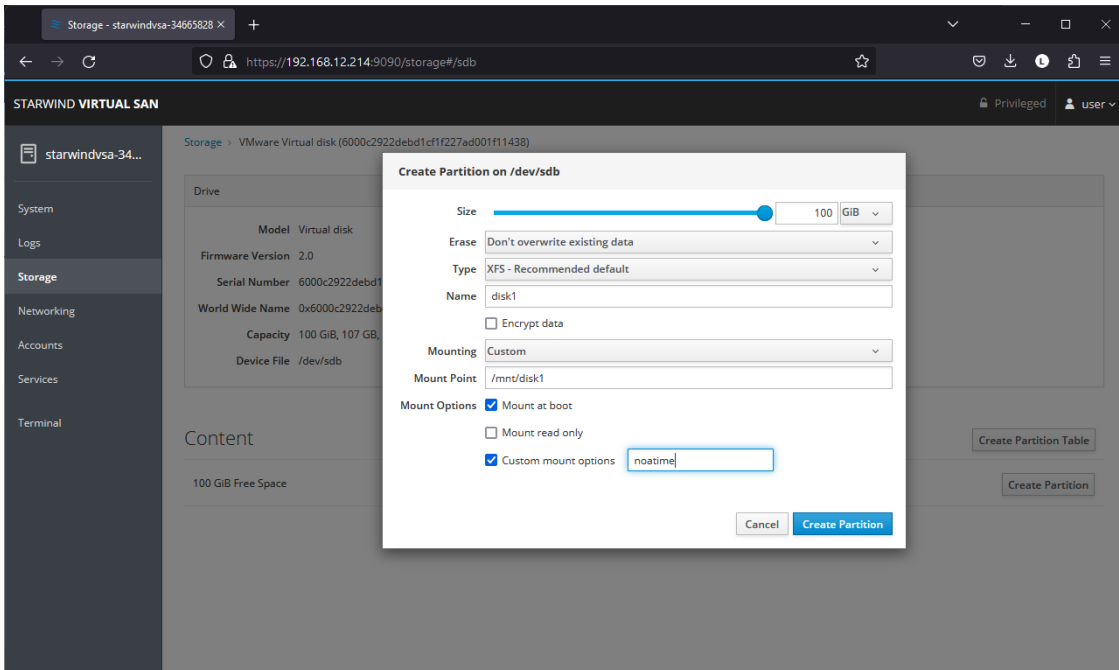 Storage - starwindvsa-34665828
https://192.168.12.214:9090/storage#/sdb
L
STARWIND VIRTUAL SAN
Privileged
user
starwindvsa-34...
System
Logs
Storage
Networking
Accounts
Services
Terminal
Storage > VMware Virtual disk (6000c2922debd1cf1f227ad001f11438)
Drive
Model Virtual disk
Firmware Version 2.0
Serial Number 6000c2922debd1
World Wide Name 0x6000c2922deb
Capacity 100 GiB, 107 GB,
Device File /dev/sdb
Content
Create Partition Table
100 GiB Free Space
Create Partition
Create Partition on /dev/sdb
Size 100 GiB
Erase Don't overwrite existing data
Type XFS - Recommended default
Name disk1
Encrypt data
Mounting Custom
Mount Point /mnt/disk1
Mount Options Mount at boot
Mount read only
Custom mount options noatime
Cancel Create Partition